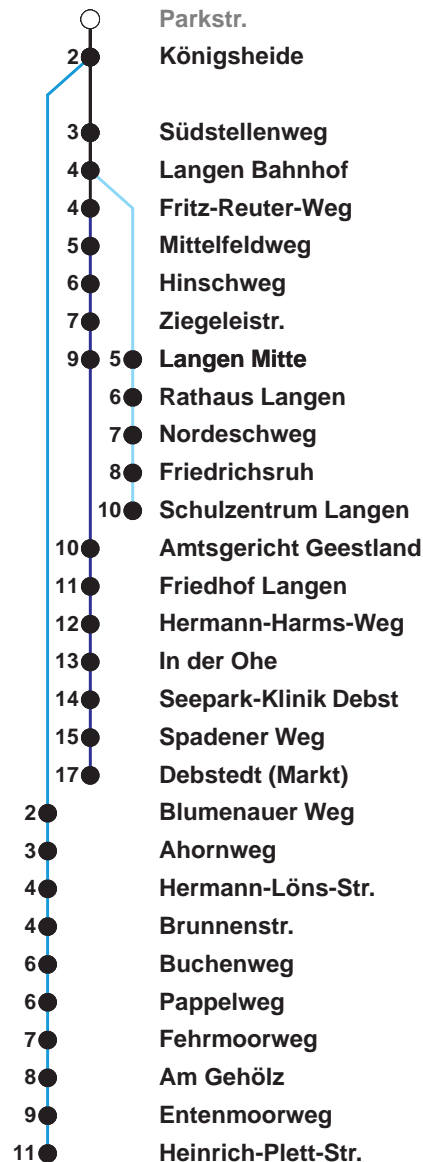 Parkstr.
2 Königsheide
3 Südstellenweg
4 Langen Bahnhof
4 Fritz-Reuter-Weg
5 Mittelfeldweg
6 Hinschweg
7 Ziegeleistr.
9 5 Langen Mitte
6 Rathaus Langen
7 Nordeschweg
8 Friedrichsruh
10 Schulzentrum Langen
10 Amtsgericht Geestland
11 Friedhof Langen
12 Hermann-Harms-Weg
13 In der Ohe
14 Seepark-Klinik Debst
15 Spadener Weg
17 Debstedt (Markt)
2 Blumenauer Weg
3 Ahornweg
4 Hermann-Löns-Str.
4 Brunnenstr.
6 Buchenweg
6 Pappelweg
7 Fehrmoorweg
8 Am Gehölz
9 Entenmoorweg
11 Heinrich-Plett-Str.